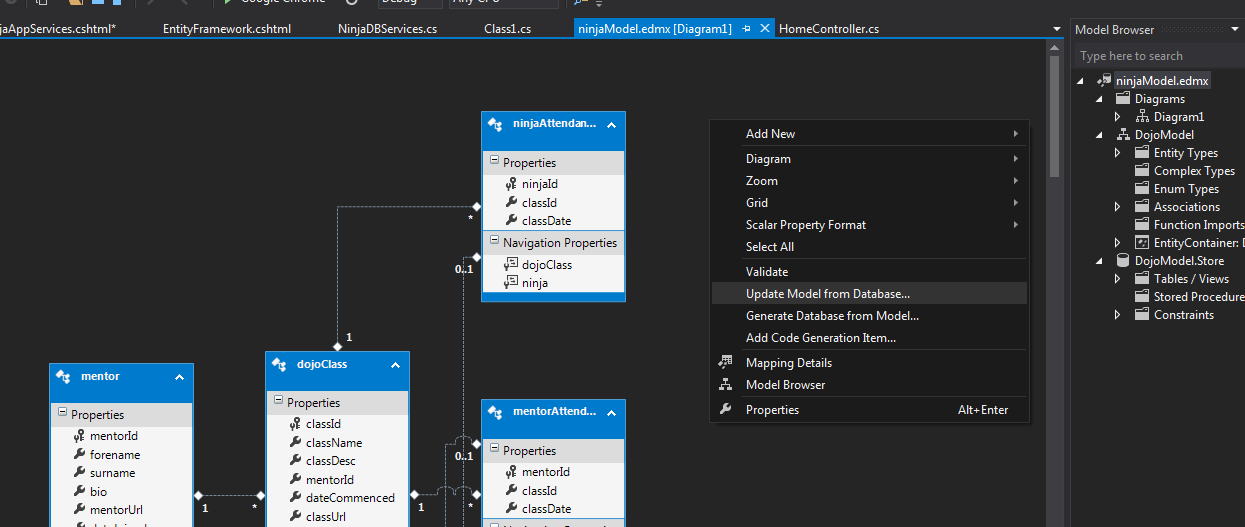 Google Chrome
Debug
Any CPU
jaAppServices.cshtml*
EntityFramework.cshtml
NinjaDBServices.cs
Class1.cs
ninjaModel.edmx [Diagram1]
HomeController.cs
ninjaAttendan...
Properties
ninjaId
classId
classDate
Navigation Properties
dojoClass
ninja
*
0..1
1
mentor
Properties
mentorId
forename
surname
bio
mentorUrl
1
*
dojoClass
Properties
classId
className
classDesc
mentorId
dateCommenced
classUrl
0..1
1
*
mentorAttend...
Properties
mentorId
classId
classDate
Add New
Diagram
Zoom
Grid
Scalar Property Format
Select All
Validate
Update Model from Database...
Generate Database from Model...
Add Code Generation Item...
Mapping Details
Model Browser
Properties Alt+Enter
Model Browser
Type here to search
ninjaModel.edmx
Diagrams
Diagram1
DojoModel
Entity Types
Complex Types
Enum Types
Associations
Function Imports
EntityContainer: D
DojoModel.Store
Tables / Views
Stored Procedure
Constraints